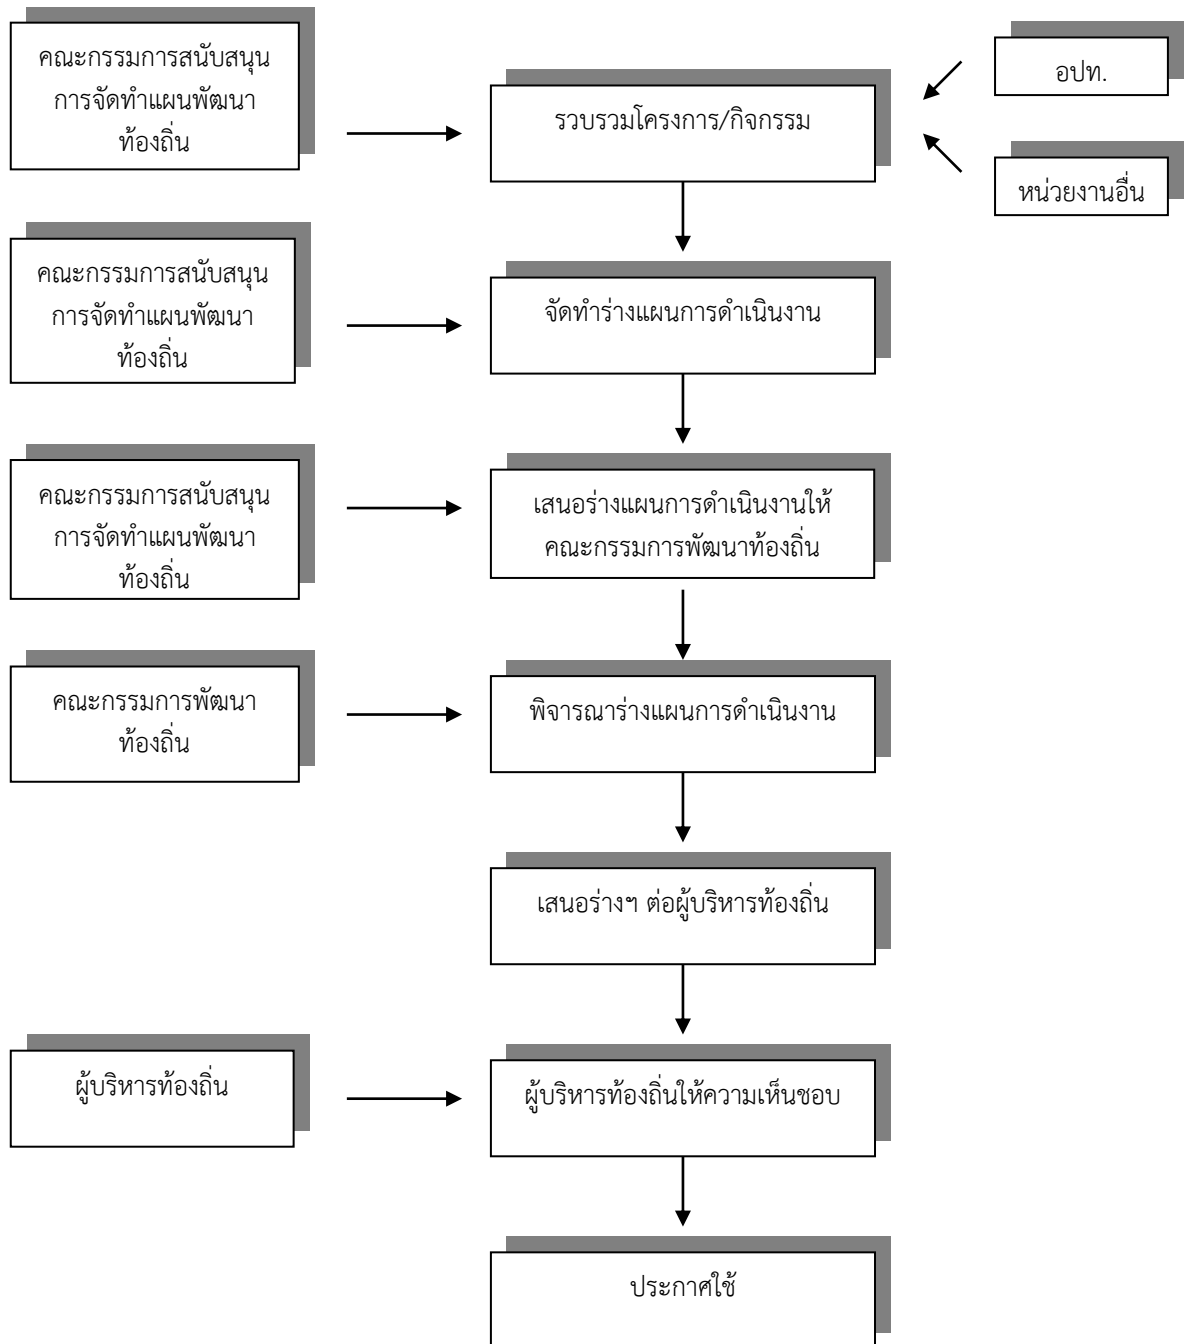 คณะกรรมการสนับสนุน
การจัดทำแผนพัฒนา
ท้องถิ่น
รวบรวมโครงการ/กิจกรรม
อปท.
หน่วยงานอื่น
คณะกรรมการสนับสนุน
การจัดทำแผนพัฒนา
ท้องถิ่น
จัดทำร่างแผนการดำเนินงาน
คณะกรรมการสนับสนุน
การจัดทำแผนพัฒนา
ท้องถิ่น
เสนอร่างแผนการดำเนินงานให้
คณะกรรมการพัฒนาท้องถิ่น
คณะกรรมการพัฒนา
ท้องถิ่น
พิจารณาร่างแผนการดำเนินงาน
เสนอร่างฯ ต่อผู้บริหารท้องถิ่น
ผู้บริหารท้องถิ่น
ผู้บริหารท้องถิ่นให้ความเห็นชอบ
ประกาศใช้